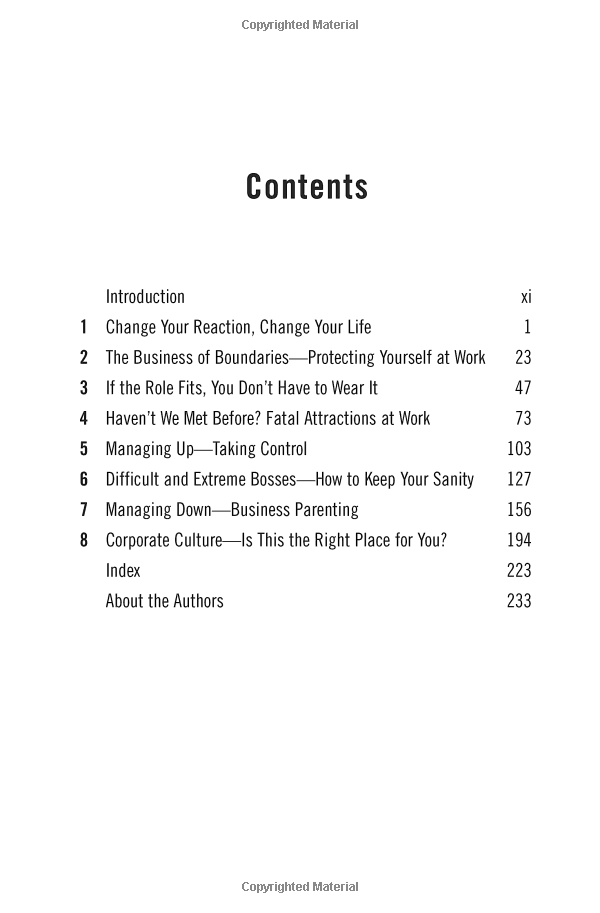 Copyrighted Material
Contents
Introduction xi
1 Change Your Reaction, Change Your Life 1
2 The Business of Boundaries—Protecting Yourself at Work 23
3 If the Role Fits, You Don’t Have to Wear It 47
4 Haven’t We Met Before? Fatal Attractions at Work 73
5 Managing Up—Taking Control 103
6 Difficult and Extreme Bosses—How to Keep Your Sanity 127
7 Managing Down—Business Parenting 156
8 Corporate Culture—Is This the Right Place for You? 194
Index 223
About the Authors 233
Copyrighted Material